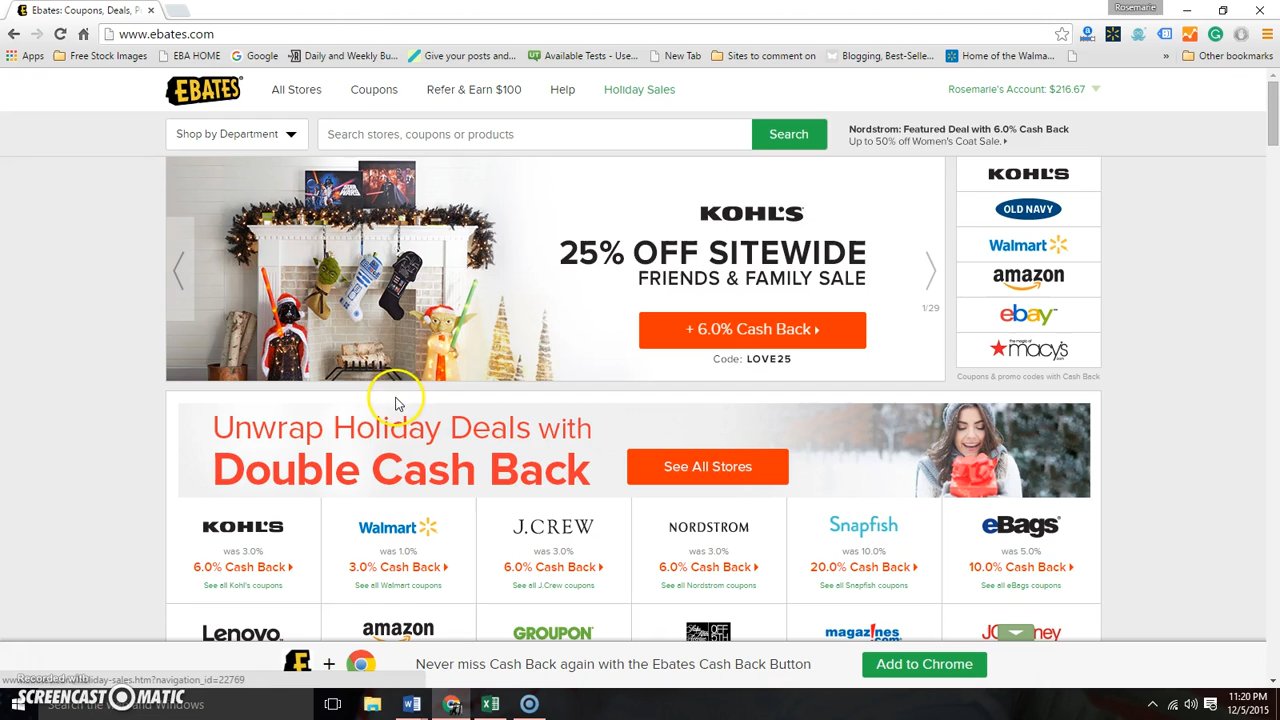 Ebates: Coupons, Deals, P
Rosemarie
www.ebates.com
Apps
Free Stock Images
EBA HOME
Google
Daily and Weekly Bu...
Give your posts and...
Available Tests - Use...
New Tab
Sites to comment on
Blogging, Best-Selle...
Home of the Walma...
Other bookmarks
EBATES
All Stores
Coupons
Refer & Earn $100
Help
Holiday Sales
Rosemarie's Account: $216.67
Shop by Department
Search stores, coupons or products
Search
Nordstrom: Featured Deal with 6.0% Cash Back
Up to 50% off Women's Coat Sale.
KOHL'S
25% OFF SITEWIDE
FRIENDS & FAMILY SALE
+ 6.0% Cash Back
Code: LOVE25
1/29
KOHL'S
OLD NAVY
Walmart
amazon
ebay
the magic of
macy's
Coupons & promo codes with Cash Back
Unwrap Holiday Deals with
Double Cash Back
See All Stores
KOHL'S
was 3.0%
6.0% Cash Back
See all Kohl's coupons
Walmart
was 1.0%
3.0% Cash Back
See all Walmart coupons
J.CREW
was 3.0%
6.0% Cash Back
See all J.Crew coupons
NORDSTROM
was 3.0%
6.0% Cash Back
See all Nordstrom coupons
Snapfish
was 10.0%
20.0% Cash Back
See all Snapfish coupons
eBags
was 5.0%
10.0% Cash Back
See all eBags coupons
Lenovo
amazon
GROUPON
OFF
magazines.com
Never miss Cash Back again with the Ebates Cash Back Button
Add to Chrome
Recorded with
SCREENCAST MATIC
11:20 PM
12/5/2015